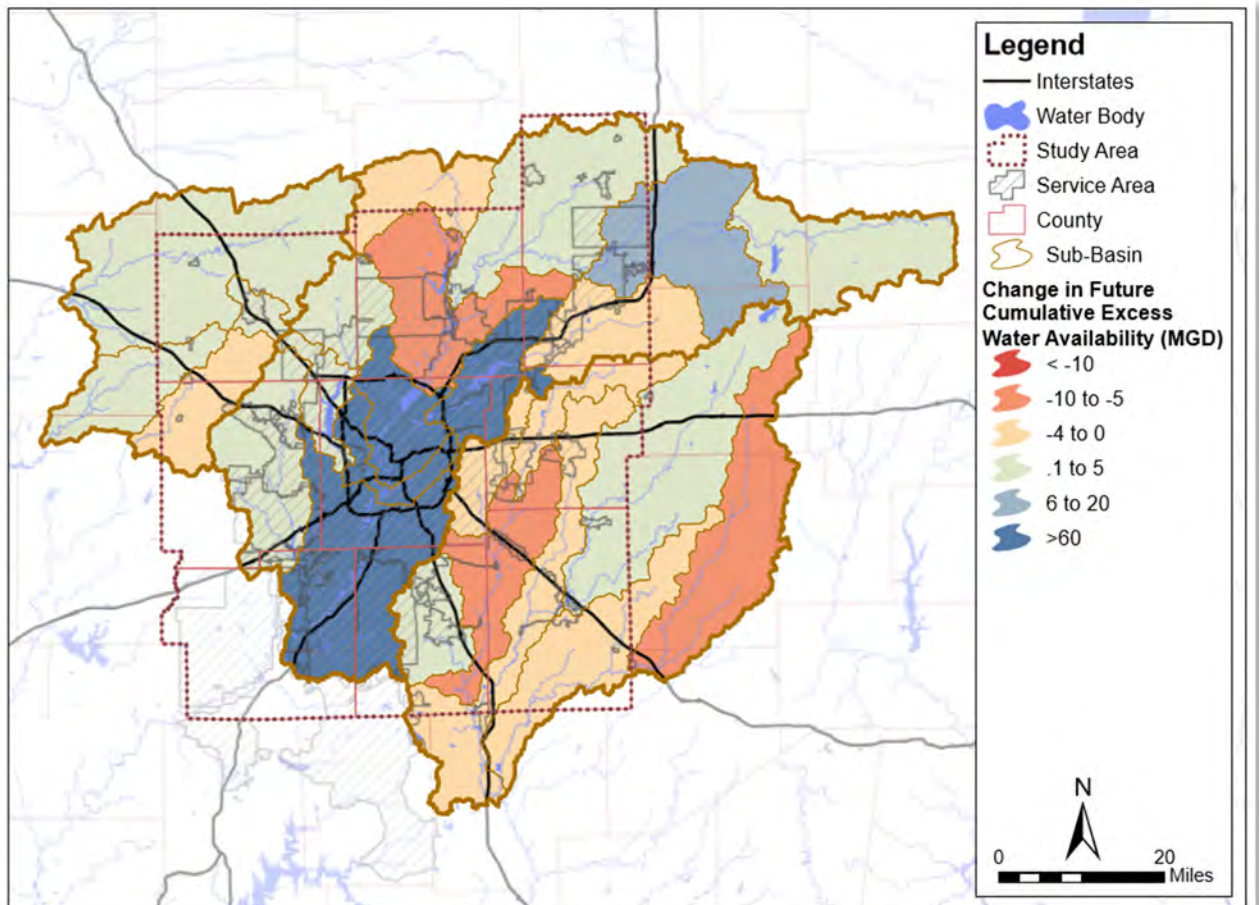 Legend
Interstates
Water Body
Study Area
Service Area
County
Sub-Basin
Change in Future
Cumulative Excess
Water Availability (MGD)
< -10
-10 to -5
-4 to 0
.1 to 5
6 to 20
>60
N
0 20
Miles